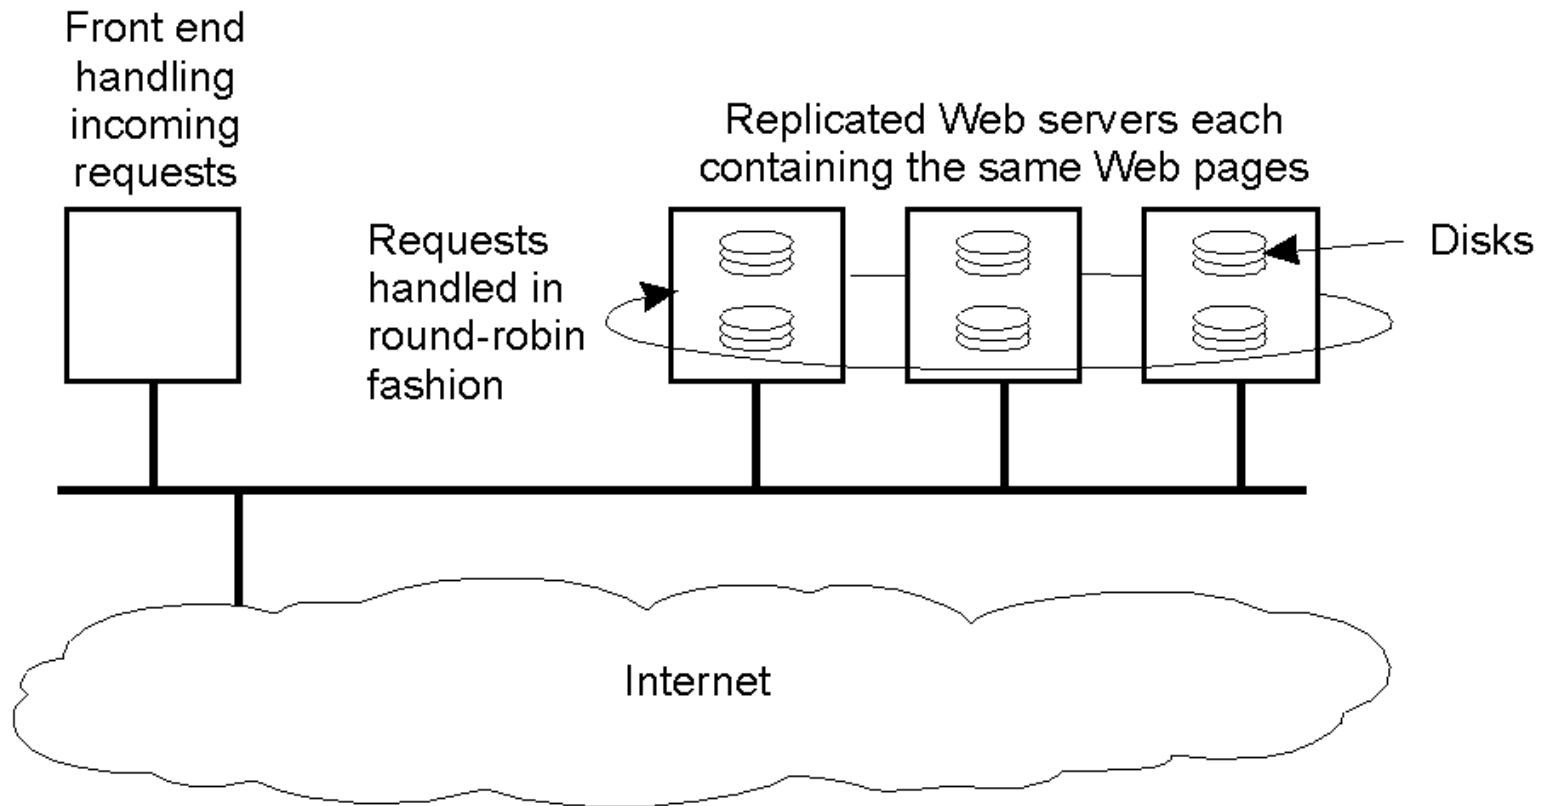 Front end
handling
incoming
requests
Replicated Web servers each
containing the same Web pages
Requests
handled in
round-robin
fashion
Disks
Internet